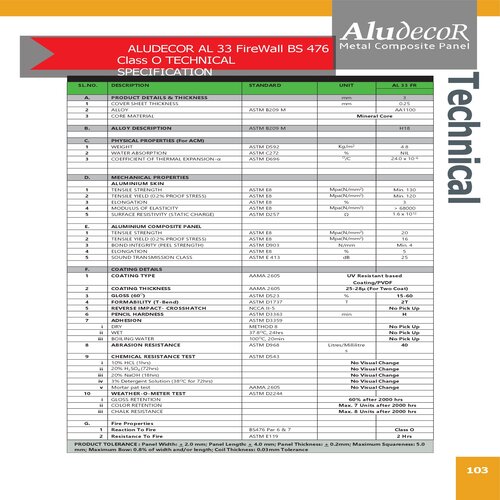 ALUDECOR AL 33 FireWall BS 476
Class O TECHNICAL
SPECIFICATION
AludecoR
Metal Composite Panel
Technical
SL.NO. DESCRIPTION STANDARD UNIT AL 33 FR
A. PRODUCT DETAILS & THICKNESS mm 3
1 COVER SHEET THICKNESS mm 0.25
2 ALLOY ASTM B209 M AA1100
3 CORE MATERIAL Mineral Core
B. ALLOY DESCRIPTION ASTM B209 M H18
C. PHYSICAL PROPERTIES (For ACM)
1 WEIGHT ASTM D592 Kg/m² 4.8
2 WATER ABSORPTION ASTM C272 % NIL
3 COEFFICIENT OF THERMAL EXPANSION-α ASTM D696 °/C 24.0 x 10⁻⁶
D. MECHANICAL PROPERTIES
ALUMINIUM SKIN
1 TENSILE STRENGTH ASTM E8 Mpa(N/mm²) Min. 130
2 TENSILE YIELD (0.2% PROOF STRESS) ASTM E8 Mpa(N/mm²) Min. 120
3 ELONGATION ASTM E8 % 3
4 MODULUS OF ELASTICITY ASTM E8 Mpa(N/mm²) > 68000
5 SURFACE RESISTIVITY (STATIC CHARGE) ASTM D257 Ω
E. ALUMINIUM COMPOSITE PANEL
1 TENSILE STRENGTH ASTM E8 Mpa(N/mm²) 20
2 TENSILE YIELD (0.2% PROOF STRESS) ASTM E8 Mpa(N/mm²) 16
3 BOND INTEGRITY (PEEL STRENGTH) ASTM D903 N/mm Min. 4
4 ELONGATION ASTM E8 % 5
5 SOUND TRANSMISSION CLASS ASTM E 413 dB 25
F. COATING DETAILS
1 COATING TYPE AAMA 2605 UV Resistant based
Coating/PVDF
2 COATING THICKNESS AAMA 2605 25-28µ (For Two Coat)
3 GLOSS (60°) ASTM D523 % 15-60
4 FORMABILITY (T-Bend) ASTM D1737 T 2T
5 REVERSE IMPACT- CROSSHATCH NCCA II-5 No Pick Up
6 PENCIL HARDNESS ASTM D3363 min H
7 ADHESION ASTM D3359
i DRY METHOD 8 No Pick Up
ii WET 37.8°C, 24hrs No Pick Up
iii BOILING WATER 100°C, 20min No Pick Up
8 ABRASION RESISTANCE ASTM D968 Litres/Millilitre
s 40
9 CHEMICAL RESISTANCE TEST ASTM D543
i 10% HCL (1hrs) No Visual Change
ii 20% H₂SO₄ (72hrs) No Visual Change
iii 20% NaOH (18hrs) No Visual Change
iv 3% Detergent Solution (38°C for 72hrs) No Visual Change
v Mortar pat test AAMA 2605 No Visual Change
10 WEATHER-O-METER TEST ASTM D2244
i GLOSS RETENTION 60% after 2000 hrs
ii COLOR RETENTION Max. 7 Units after 2000 hrs
iii CHALK RESISTANCE Max. 8 Units after 2000 hrs
G. Fire Properties
1 Reaction To Fire BS476 Par 6 & 7 Class O
2 Resistance To Fire ASTM E119 2 Hrs
PRODUCT TOLERANCE : Panel Width: ± 2.0 mm; Panel Length: ± 4.0 mm; Panel Thickness: ± 0.2mm; Maximum Squareness: 5.0
mm; Maximum Bow: 0.8% of width and/or length; Coil Thickness: 0.03mm Tolerance
103